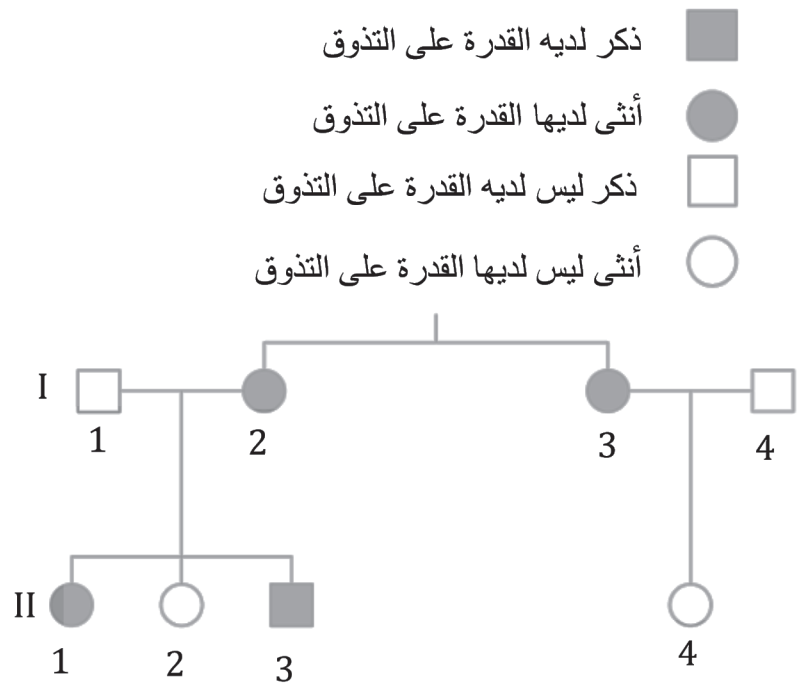 ذكر لديه القدرة على التذوق
أنثى لديها القدرة على التذوق
ذكر ليس لديه القدرة على التذوق
أنثى ليس لديها القدرة على التذوق
I
1 2 3 4
II
1 2 3 4